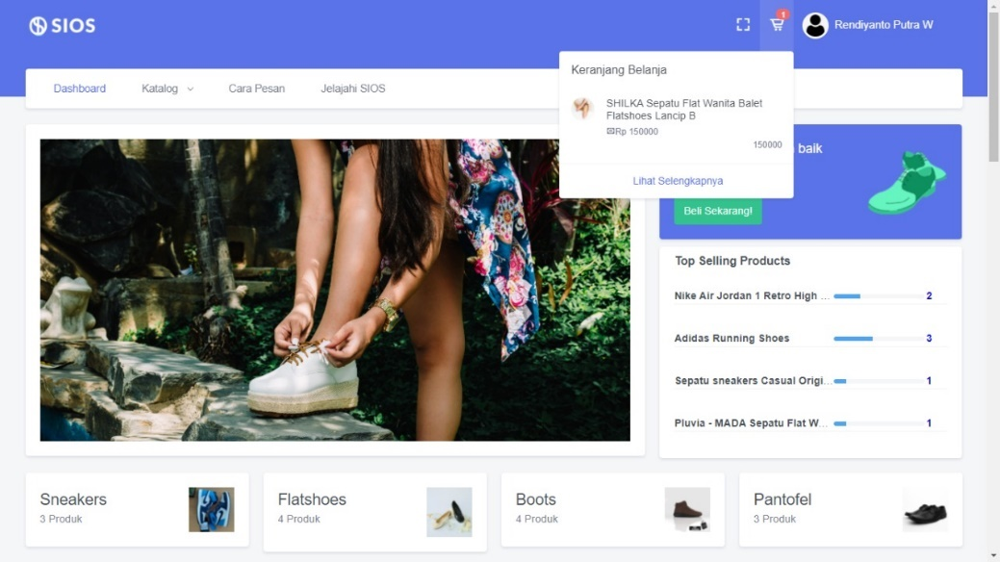 SIOS
1
Rendiyanto Putra W
Dashboard
Katalog
Cara Pesan
Jelajahi SIOS
Keranjang Belanja
SHILKA Sepatu Flat Wanita Balet
Flatshoes Lancip B
Rp 150000
150000
Lihat Selengkapnya
baik
Beli Sekarang!
Top Selling Products
Nike Air Jordan 1 Retro High ... 2
Adidas Running Shoes 3
Sepatu sneakers Casual Origi... 1
Pluvia - MADA Sepatu Flat W... 1
Sneakers
3 Produk
Flatshoes
4 Produk
Boots
4 Produk
Pantofel
3 Produk